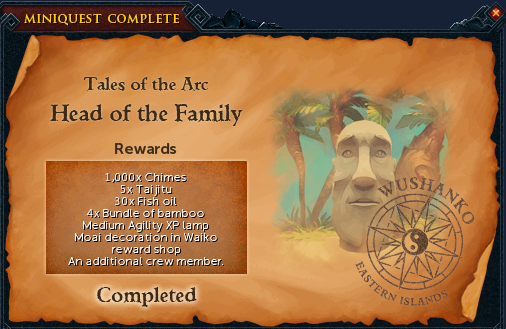 MINIQUEST COMPLETE
Tales of the Arc
Head of the Family
Rewards
1,000x Chimes
5x Taijitu
30x Fish oil
4x Bundle of bamboo
Medium Agility XP lamp
Moai decoration in Waiko
reward shop
An additional crew member.
Completed
WUSHANKO
EASTERN ISLANDS